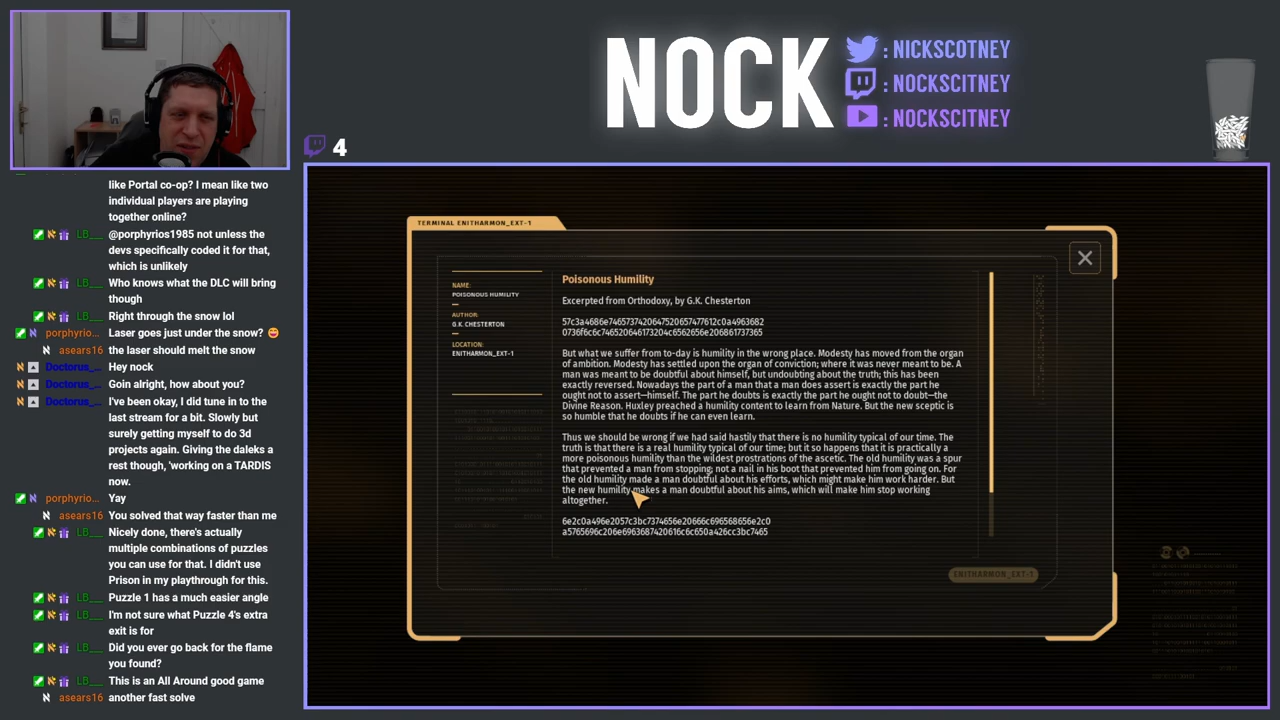 NOCK
: NICKSCOTNEY
: NOCKSCITNEY
: NOCKSCITNEY
4
like Portal co-op? I mean like two
individual players are playing
together online?
LB___ @porphyrios1985 not unless the
devs specifically coded it for that,
which is unlikely
LB___ Who knows what the DLC will bring
though
LB___ Right through the snow lol
porphyrio... Laser goes just under the snow? 😅
asears16 the laser should melt the snow
Doctorus_... Hey nock
Doctorus_... Goin alright, how about you?
Doctorus_... I've been okay, I did tune in to the
last stream for a bit. Slowly but
surely getting myself to do 3d
projects again. Giving the daleks a
rest though, 'working on a TARDIS
now.
porphyrio... Yay
asears16 You solved that way faster than me
LB___ Nicely done, there's actually
multiple combinations of puzzles
you can use for that. I didn't use
Prison in my playthrough for this.
LB___ Puzzle 1 has a much easier angle
LB___ I'm not sure what Puzzle 4's extra
exit is for
LB___ Did you ever go back for the flame
you found?
LB___ This is an All Around good game
asears16 another fast solve
TERMINAL ENITHARMON_EXT-1
NAME:
POISONOUS HUMILITY
AUTHOR:
G.K. CHESTERTON
LOCATION:
ENITHARMON_EXT-1
Poisonous Humility
Excerpted from Orthodoxy, by G.K. Chesterton
57c3a4686e7465737420647520657477612c0a4963682
0736f6c6c746520646173204c6562656e206861737365
But what we suffer from to-day is humility in the wrong place. Modesty has moved from the organ
of ambition. Modesty has settled upon the organ of conviction; where it was never meant to be. A
man was meant to be doubtful about himself, but undoubting about the truth; this has been
exactly reversed. Nowadays the part of a man that a man does assert is exactly the part he
ought not to assert—himself. The part he doubts is exactly the part he ought not to doubt—the
Divine Reason. Huxley preached a humility content to learn from Nature. But the new sceptic is
so humble that he doubts if he can even learn.
Thus we should be wrong if we had said hastily that there is no humility typical of our time. The
truth is that there is a real humility typical of our time; but it so happens that it is practically a
more poisonous humility than the wildest prostrations of the ascetic. The old humility was a spur
that prevented a man from stopping; not a nail in his boot that prevented him from going on. For
the old humility made a man doubtful about his efforts, which might make him work harder. But
the new humility makes a man doubtful about his aims, which will make him stop working
altogether.
6e2c0a496e2057c3bc7374656e20666c696568656e2c0
a5765696c206e6963687420616c6c650a426cc3bc7465
ENITHARMON_EXT-1